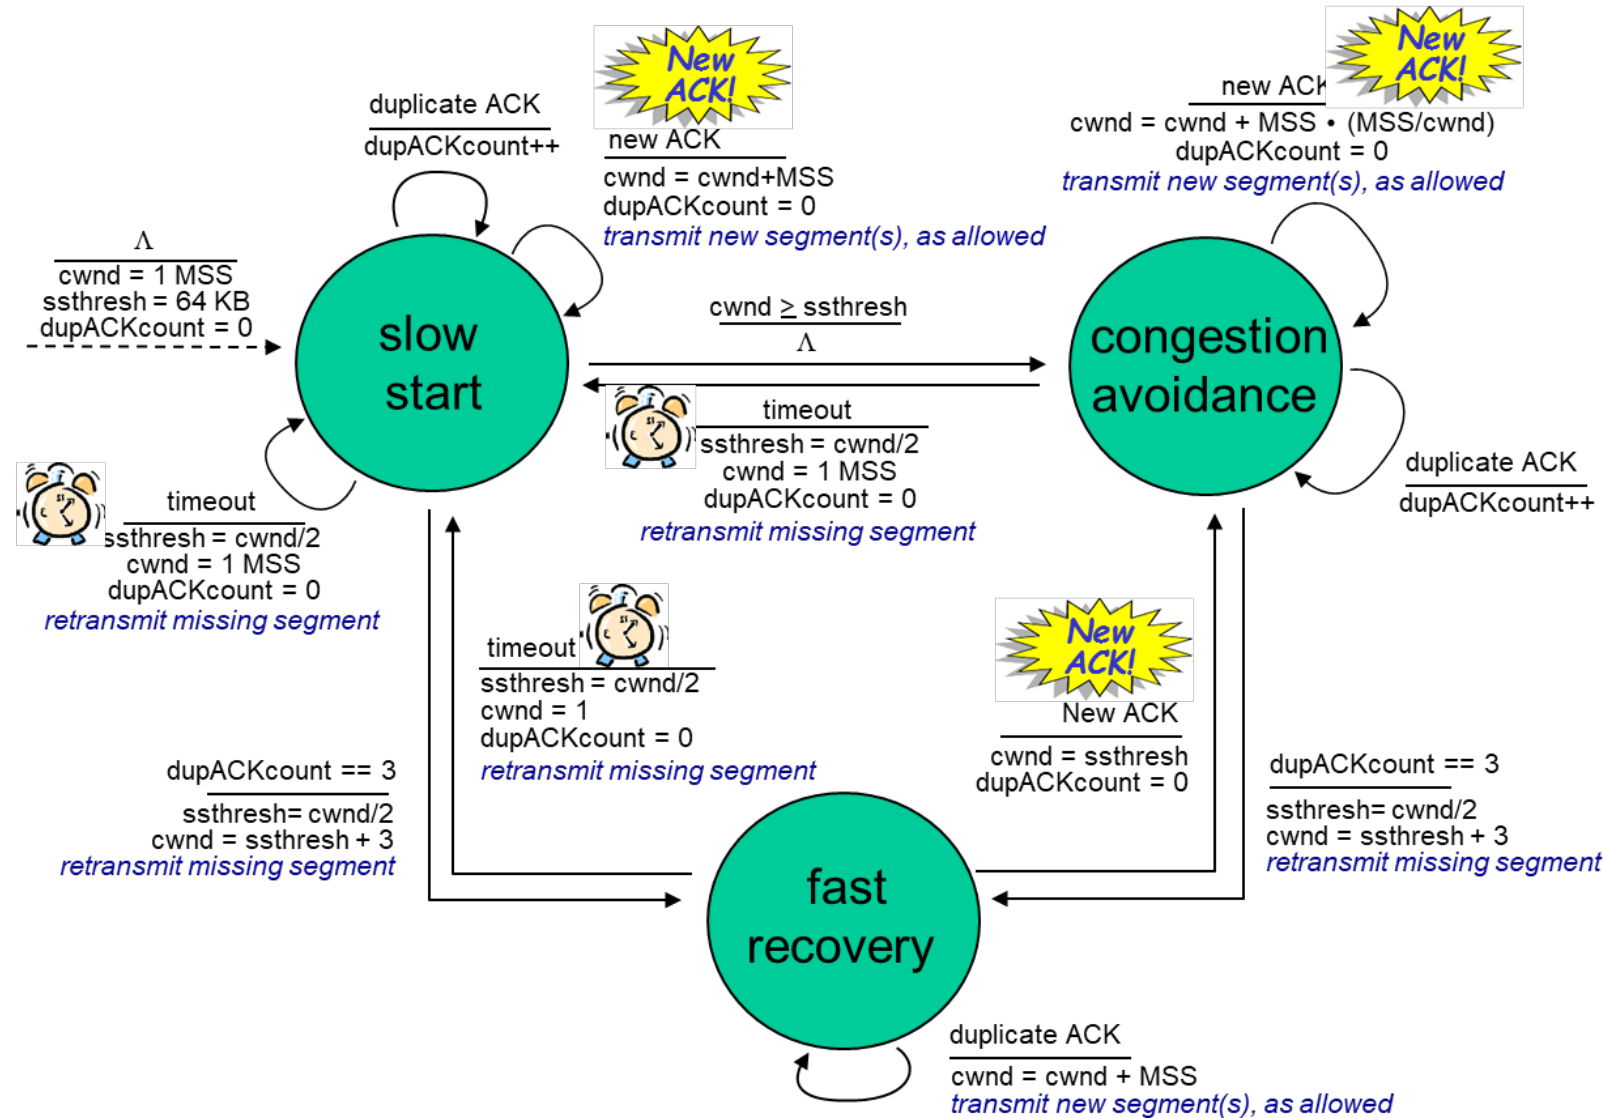 New
ACK!
duplicate ACK
dupACKcount++
new ACK
cwnd = cwnd+MSS
dupACKcount = 0
transmit new segment(s), as allowed
New
ACK!
new ACK
cwnd = cwnd + MSS • (MSS/cwnd)
dupACKcount = 0
transmit new segment(s), as allowed
Λ
cwnd = 1 MSS
ssthresh = 64 KB
dupACKcount = 0
slow
start
cwnd ≥ ssthresh
Λ
congestion
avoidance
timeout
ssthresh = cwnd/2
cwnd = 1 MSS
dupACKcount = 0
retransmit missing segment
duplicate ACK
dupACKcount++
timeout
ssthresh = cwnd/2
cwnd = 1 MSS
dupACKcount = 0
retransmit missing segment
timeout
ssthresh = cwnd/2
cwnd = 1
dupACKcount = 0
retransmit missing segment
New
ACK!
New ACK
cwnd = ssthresh
dupACKcount = 0
dupACKcount == 3
ssthresh= cwnd/2
cwnd = ssthresh + 3
retransmit missing segment
dupACKcount == 3
ssthresh= cwnd/2
cwnd = ssthresh + 3
retransmit missing segment
fast
recovery
duplicate ACK
cwnd = cwnd + MSS
transmit new segment(s), as allowed